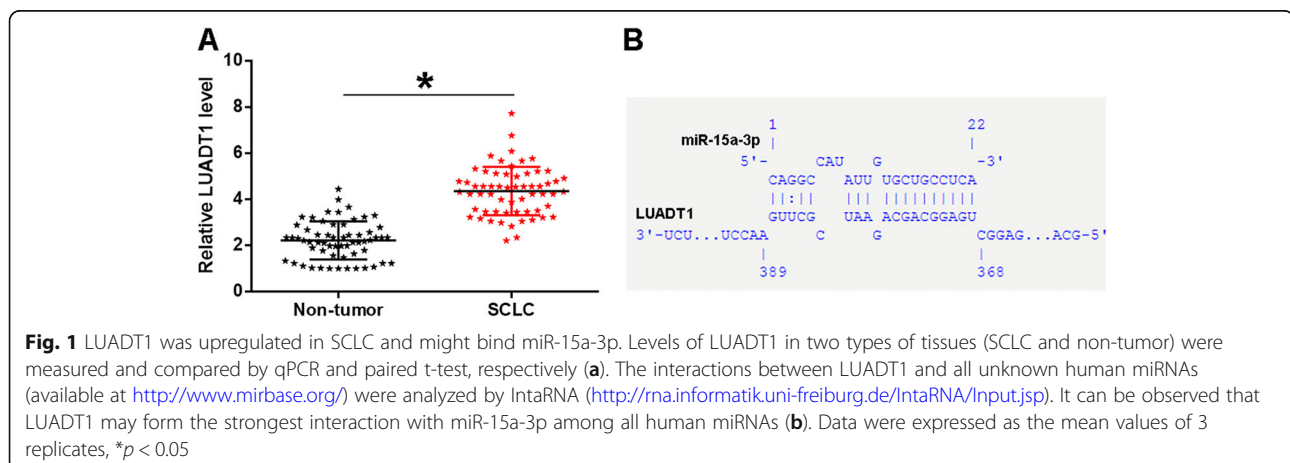 A
B
Relative LUADT1 level
10
8
6
4
2
0
*
Non-tumor
SCLC
1 22
miR-15a-3p | |
5'- CAU G -3'
CAGGC AUU UGCUGCCUCA
||:|| ||| ||||||||||
LUADT1 GUUCG UAA ACGACGGAGU
3'-UCU...UCCAA C G CGGAG...ACG-5'
| |
389 368
Fig. 1 LUADT1 was upregulated in SCLC and might bind miR-15a-3p. Levels of LUADT1 in two types of tissues (SCLC and non-tumor) were
measured and compared by qPCR and paired t-test, respectively (a). The interactions between LUADT1 and all unknown human miRNAs
(available at http://www.mirbase.org/) were analyzed by IntaRNA (http://rna.informatik.uni-freiburg.de/IntaRNA/Input.jsp). It can be observed that
LUADT1 may form the strongest interaction with miR-15a-3p among all human miRNAs (b). Data were expressed as the mean values of 3
replicates, *p < 0.05